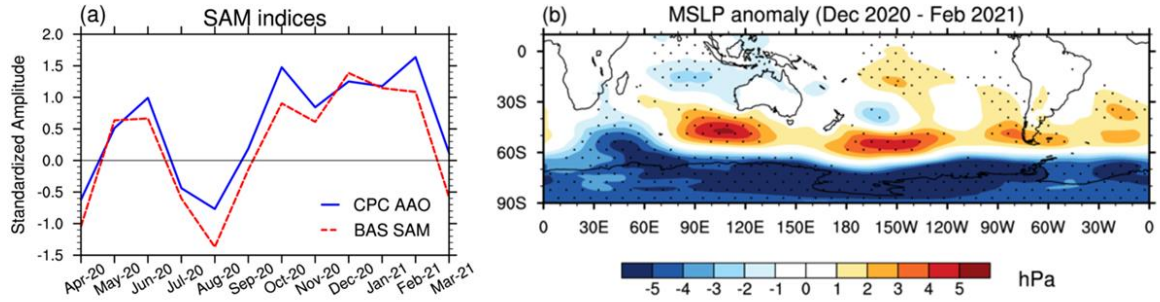 (a)
SAM indices
Standardized Amplitude
2.0
1.5
1.0
0.5
0.0
-0.5
-1.0
-1.5
CPC AAO
BAS SAM
Apr-20 May-20 Jun-20 Jul-20 Aug-20 Sep-20 Oct-20 Nov-20 Dec-20 Jan-21 Feb-21 Mar-21
(b)
MSLP anomaly (Dec 2020 - Feb 2021)
0
30S
60S
90S
0 30E 60E 90E 120E 150E 180 150W 120W 90W 60W 30W 0
-5 -4 -3 -2 -1 0 1 2 3 4 5
hPa